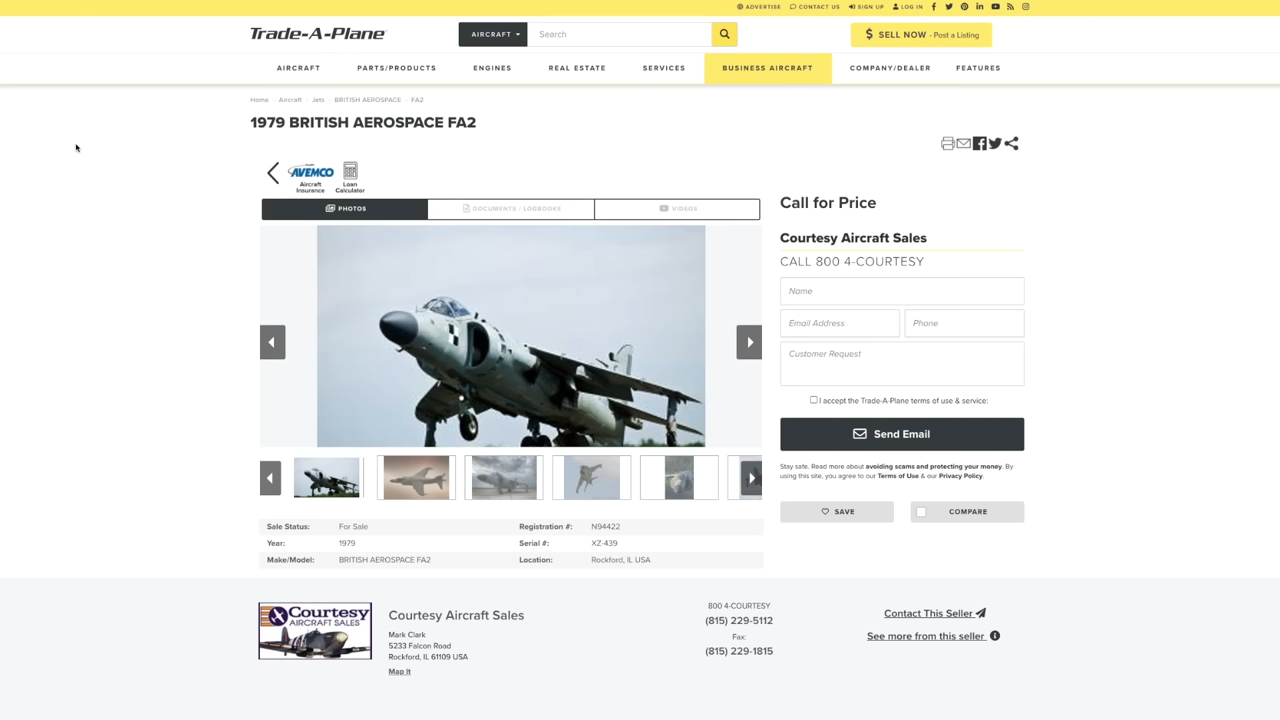 ADVERTISE CONTACT US SIGN UP LOG IN
Trade-A-Plane
AIRCRAFT
Search
$ SELL NOW - Post a Listing
AIRCRAFT PARTS/PRODUCTS ENGINES REAL ESTATE SERVICES BUSINESS AIRCRAFT COMPANY/DEALER FEATURES
Home Aircraft Jets BRITISH AEROSPACE FA2
1979 BRITISH AEROSPACE FA2
AVEMCO
Aircraft Insurance
Loan Calculator
PHOTOS DOCUMENTS / LOGBOOKS VIDEOS
Call for Price
Courtesy Aircraft Sales
CALL 800 4-COURTESY
Name
Email Address Phone
Customer Request
I accept the Trade-A-Plane terms of use & service:
Send Email
Stay safe. Read more about avoiding scams and protecting your money. By
using this site, you agree to our Terms of Use & our Privacy Policy.
SAVE COMPARE
Sale Status: For Sale Registration #: N94422
Year: 1979 Serial #: XZ-439
Make/Model: BRITISH AEROSPACE FA2 Location: Rockford, IL USA
Courtesy
AIRCRAFT SALES
Courtesy Aircraft Sales
Mark Clark
5233 Falcon Road
Rockford, IL 61109 USA
Map It
800 4-COURTESY
(815) 229-5112
Fax:
(815) 229-1815
Contact This Seller
See more from this seller